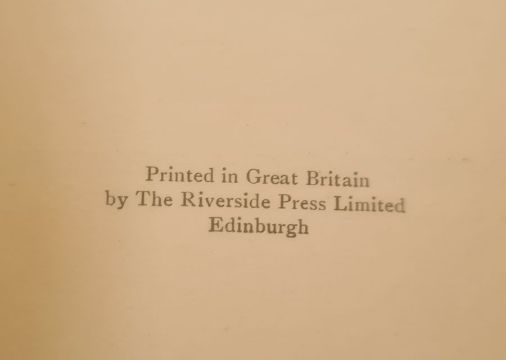 Printed in Great Britain
by The Riverside Press Limited
Edinburgh